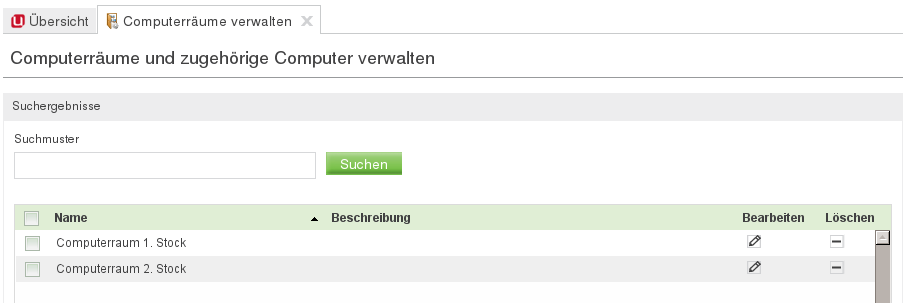 Übersicht Computerräume verwalten
Computerräume und zugehörige Computer verwalten
Suchergebnisse
Suchmuster
Suchen
Name Beschreibung Bearbeiten Löschen
Computerraum 1. Stock
Computerraum 2. Stock